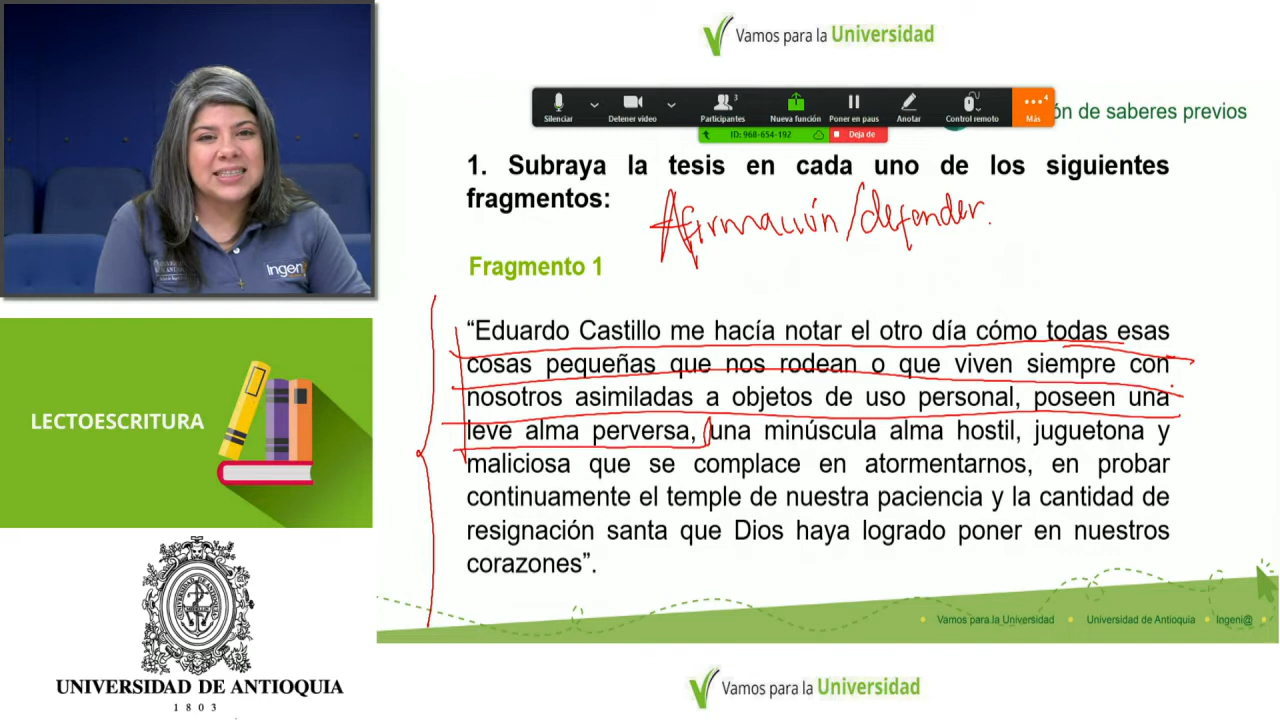 Vamos para la Universidad
Silenciar
Detener video
3
Participantes
Nueva función
Poner en paus
Anotar
Control remoto
4
Más
ID: 968-654-192
Deja de
ón de saberes previos
1. Subraya la tesis en cada uno de los siguientes
fragmentos:
Afirmación/defender.
Fragmento 1
“Eduardo Castillo me hacía notar el otro día cómo todas esas
cosas pequeñas que nos rodean o que viven siempre con
nosotros asimiladas a objetos de uso personal, poseen una
leve alma perversa, una minúscula alma hostil, juguetona y
maliciosa que se complace en atormentarnos, en probar
continuamente el temple de nuestra paciencia y la cantidad de
resignación santa que Dios haya logrado poner en nuestros
corazones”.
Vamos para la Universidad
Universidad de Antioquia
Ingeni@
Vamos para la Universidad
LECTOESCRITURA
UNIVERSIDAD DE ANTIOQUIA
1803